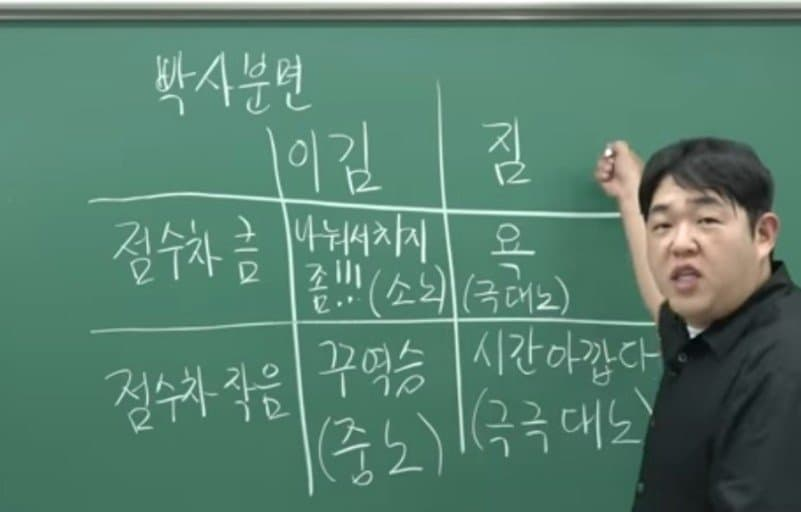 박사분면
이김 짐
점수차 큼 나눠서차지 욕
좀!!! (소노) (극대노)
점수차 작음 꾸역승 시간아깝다
(중노) (극극대노)